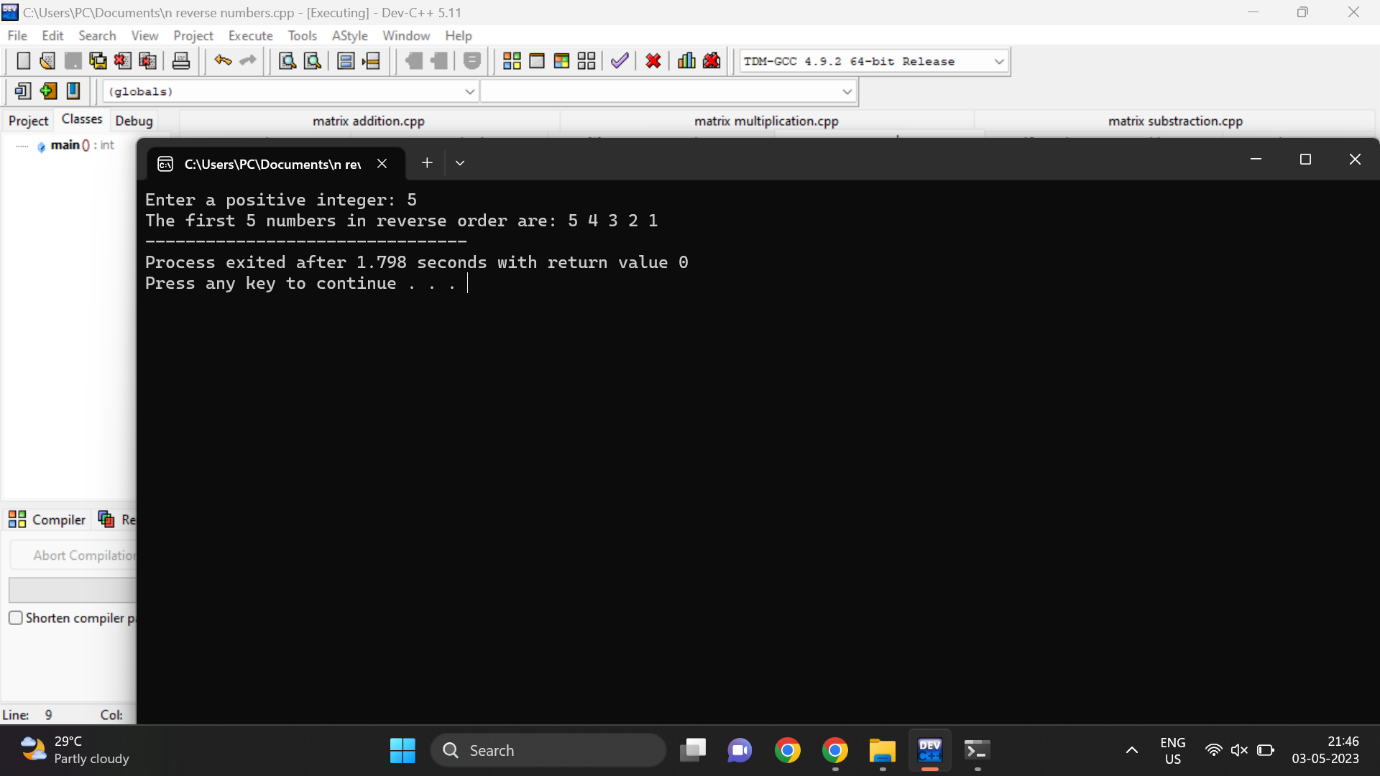 C:\Users\PC\Documents\n reverse numbers.cpp - [Executing] - Dev-C++ 5.11
File Edit Search View Project Execute Tools AStyle Window Help
TDM-GCC 4.9.2 64-bit Release
(globals)
Project Classes Debug matrix addition.cpp matrix multiplication.cpp matrix substraction.cpp
main () : int
C:\Users\PC\Documents\n re
Enter a positive integer: 5
The first 5 numbers in reverse order are: 5 4 3 2 1
--------------------------------
Process exited after 1.798 seconds with return value 0
Press any key to continue . . .
Compiler Re
Abort Compilation
Shorten compiler pa
Line: 9 Col:
29°C
Partly cloudy
Search
DEV
C++
ENG
US
21:46
03-05-2023